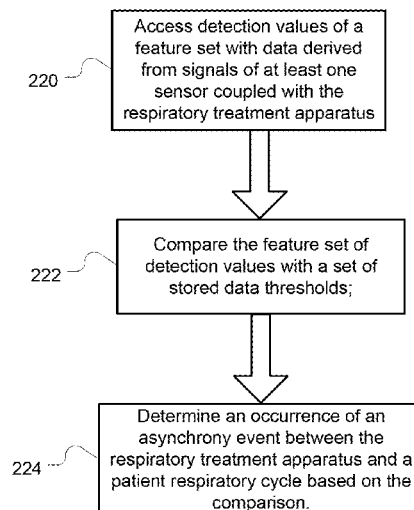 Access detection values of a
feature set with data derived
from signals of at least one
sensor coupled with the
respiratory treatment apparatus
220
Compare the feature set of
detection values with a set of
stored data thresholds;
222
Determine an occurrence of an
asynchrony event between the
respiratory treatment apparatus and a
patient respiratory cycle based on the
comparison.
224